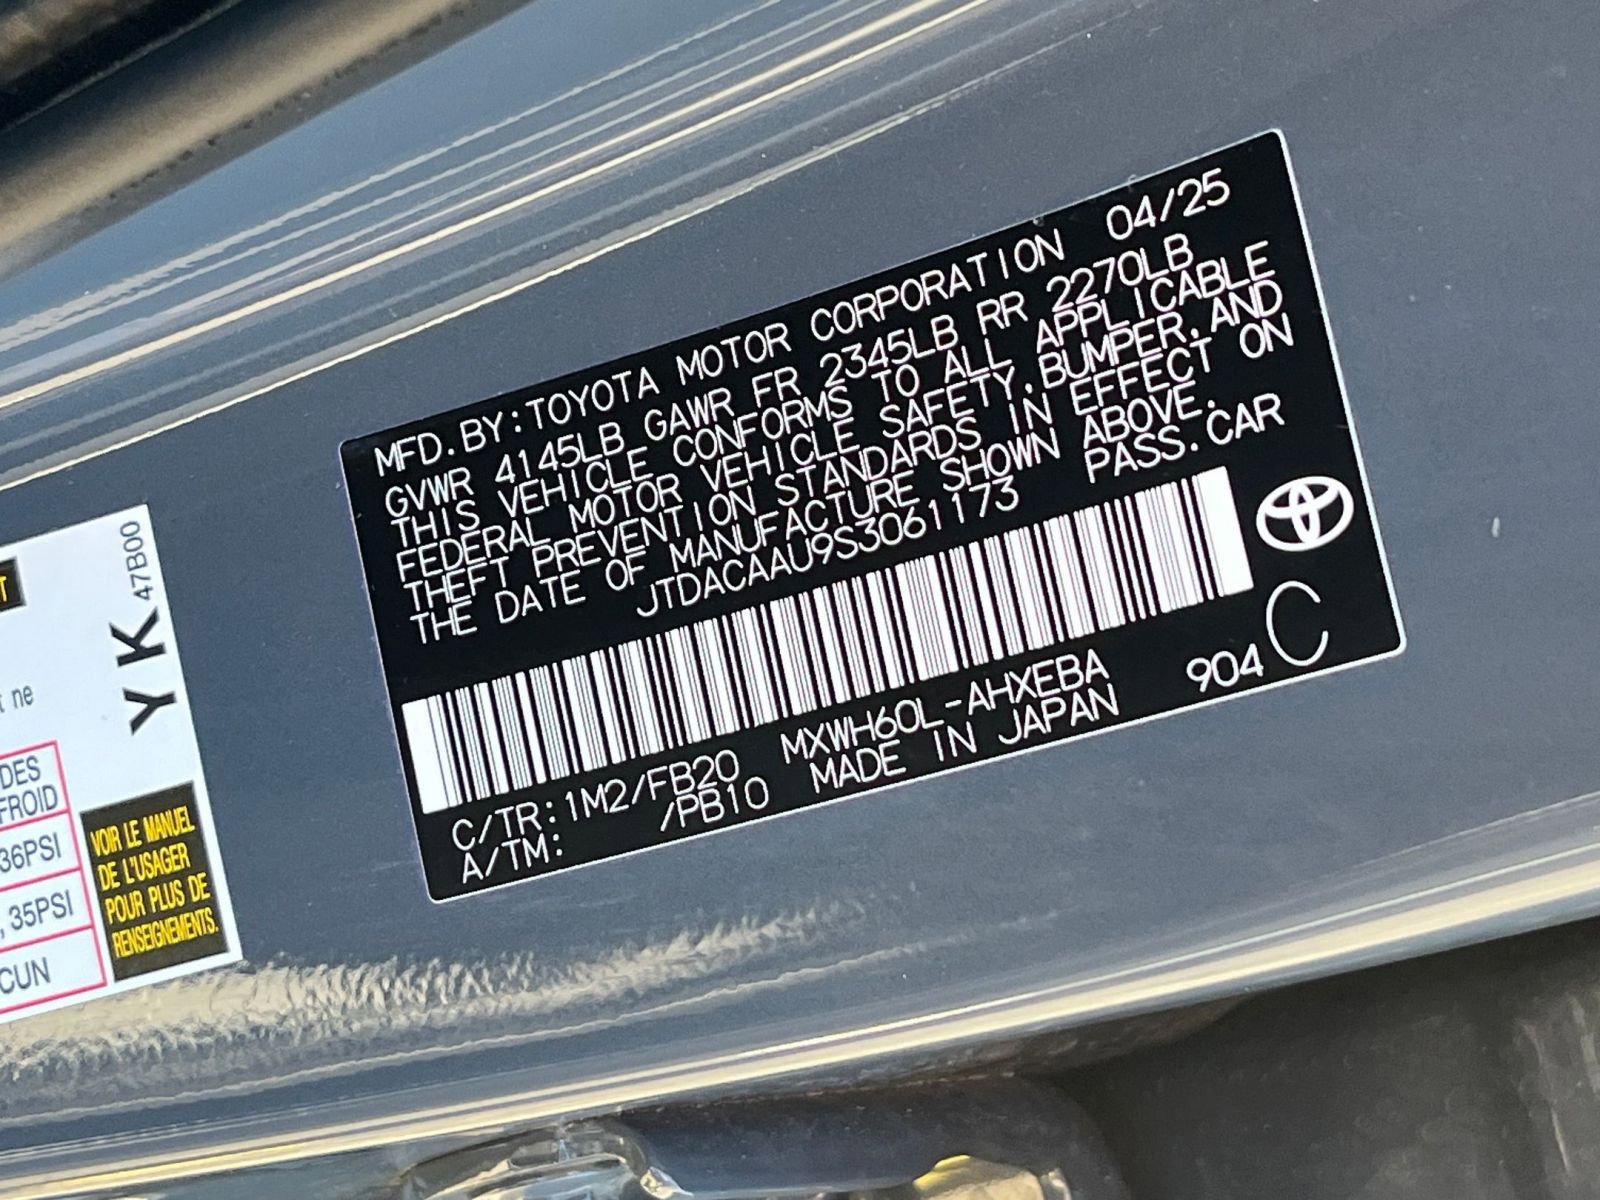 MFD.BY:TOYOTA MOTOR CORPORATION 04/25
GVWR 4145LB GAWR FR 2345LB RR 2270LB
THIS VEHICLE CONFORMS TO ALL APPLICABLE
FEDERAL MOTOR VEHICLE SAFETY,BUMPER,AND
THEFT PREVENTION STANDARDS IN EFFECT ON
THE DATE OF MANUFACTURE SHOWN ABOVE.
JTDACAAU9S3061173 PASS.CAR
C/TR:1M2/FB20 MXWH60L-AHXEBA 904 C
A/TM: /PB10 MADE IN JAPAN
T
YK 47B00
t ne
DES
FROID
36PSI
, 35PSI
CUN
VOIR LE MANUEL
DE L'USAGER
POUR PLUS DE
RENSEIGNEMENTS.